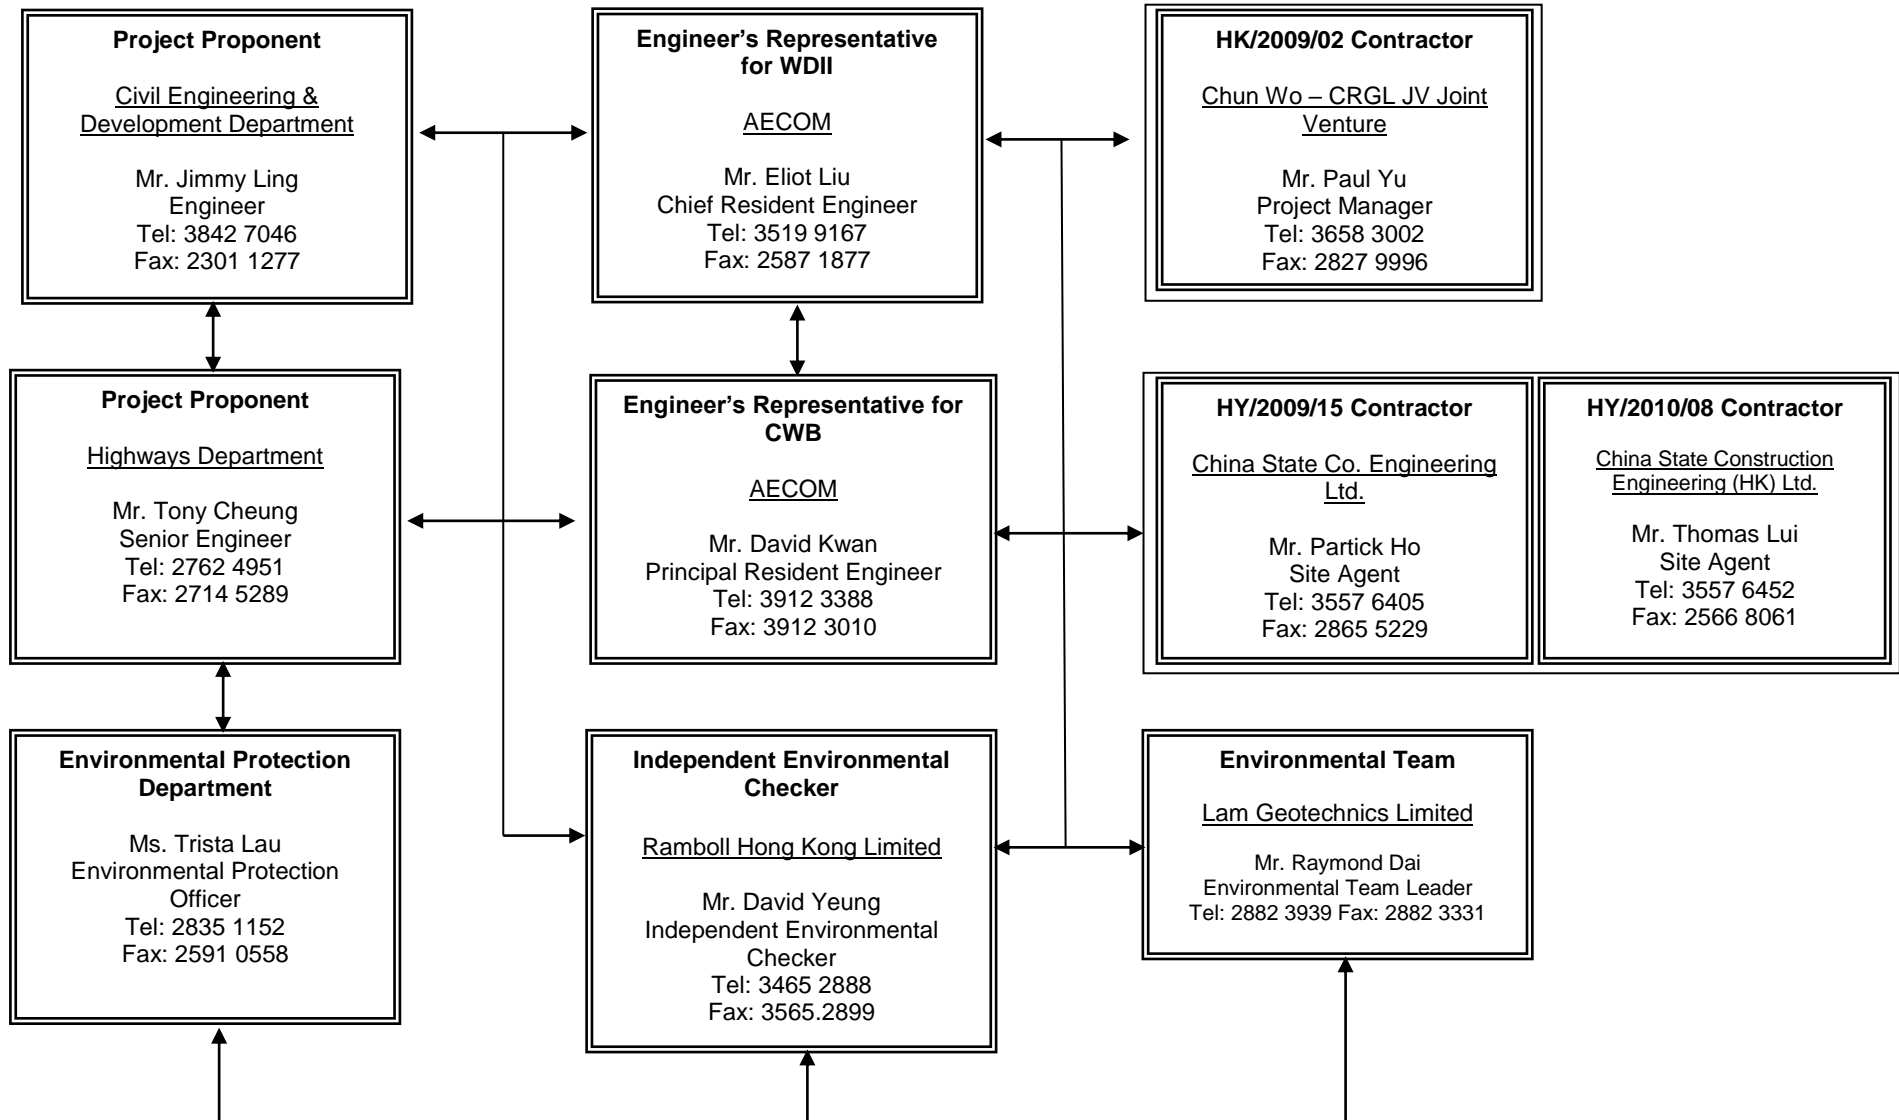 Project Proponent
Civil Engineering &
Development Department
Mr. Jimmy Ling
Engineer
Tel: 3842 7046
Fax: 2301 1277
Engineer’s Representative
for WDII
AECOM
Mr. Eliot Liu
Chief Resident Engineer
Tel: 3519 9167
Fax: 2587 1877
HK/2009/02 Contractor
Chun Wo – CRGL JV Joint
Venture
Mr. Paul Yu
Project Manager
Tel: 3658 3002
Fax: 2827 9996
Project Proponent
Highways Department
Mr. Tony Cheung
Senior Engineer
Tel: 2762 4951
Fax: 2714 5289
Engineer’s Representative for
CWB
AECOM
Mr. David Kwan
Principal Resident Engineer
Tel: 3912 3388
Fax: 3912 3010
HY/2009/15 Contractor
China State Co. Engineering
Ltd.
Mr. Partick Ho
Site Agent
Tel: 3557 6405
Fax: 2865 5229
HY/2010/08 Contractor
China State Construction
Engineering (HK) Ltd.
Mr. Thomas Lui
Site Agent
Tel: 3557 6452
Fax: 2566 8061
Environmental Protection
Department
Ms. Trista Lau
Environmental Protection
Officer
Tel: 2835 1152
Fax: 2591 0558
Independent Environmental
Checker
Ramboll Hong Kong Limited
Mr. David Yeung
Independent Environmental
Checker
Tel: 3465 2888
Fax: 3565.2899
Environmental Team
Lam Geotechnics Limited
Mr. Raymond Dai
Environmental Team Leader
Tel: 2882 3939 Fax: 2882 3331